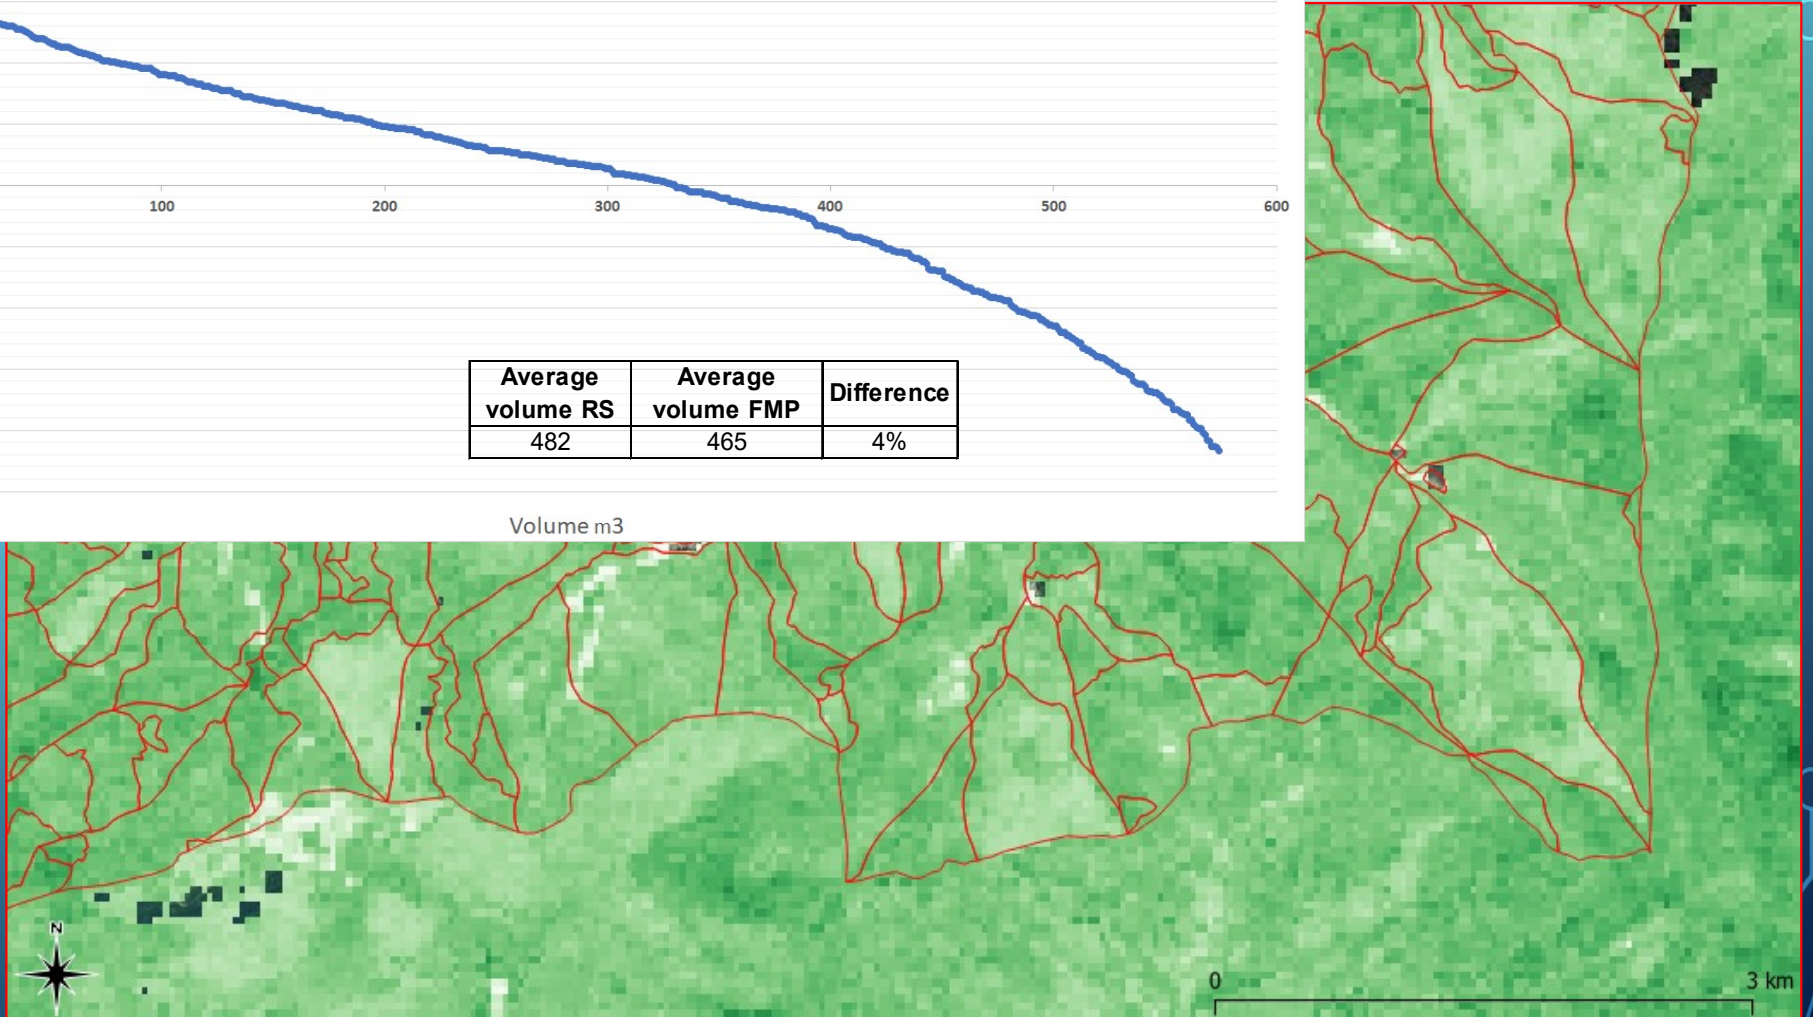 100 200 300 400 500 600
Average volume RS
Average volume FMP
Difference
482 465 4%
Volume m3
N
0 3 km